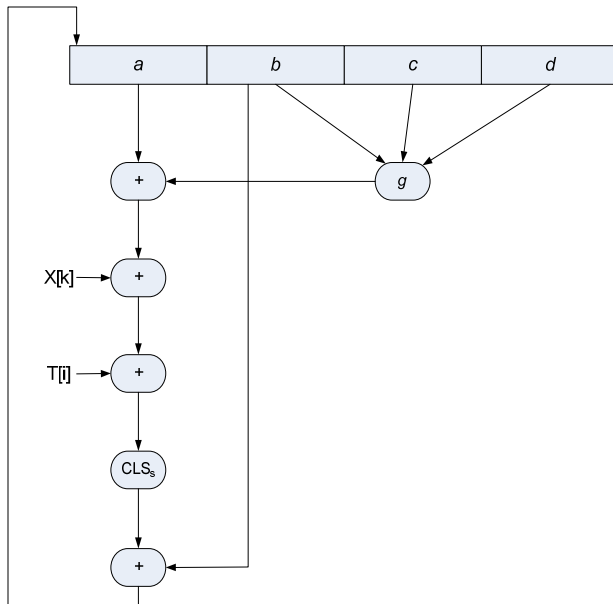 a b c d
+ g
X[k] +
T[i] +
CLSs
+